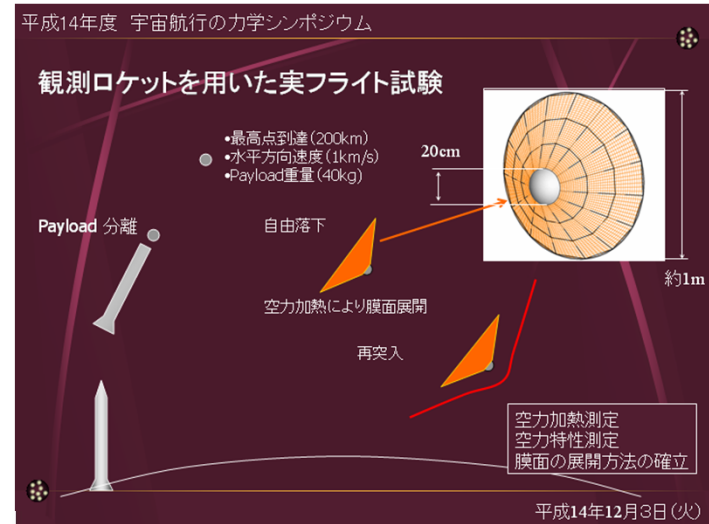 平成14年度 宇宙航行の力学シンポジウム
観測ロケットを用いた実フライト試験
•最高点到達(200km)
•水平方向速度(1km/s)
•Payload重量(40kg)
20cm
約1m
Payload 分離
自由落下
空力加熱により膜面展開
再突入
空力加熱測定
空力特性測定
膜面の展開方法の確立
平成14年12月3日(火)